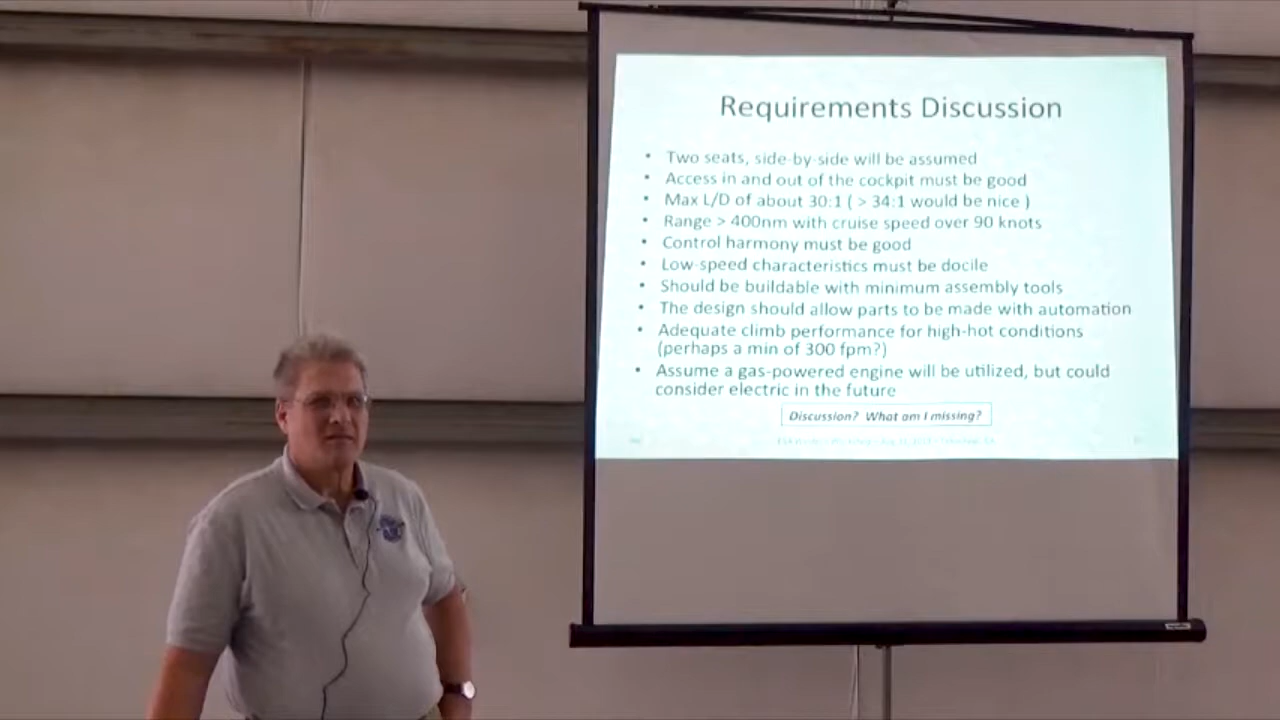 Requirements Discussion
• Two seats, side-by-side will be assumed
• Access in and out of the cockpit must be good
• Max L/D of about 30:1 ( > 34:1 would be nice )
• Range > 400nm with cruise speed over 90 knots
• Control harmony must be good
• Low-speed characteristics must be docile
• Should be buildable with minimum assembly tools
• The design should allow parts to be made with automation
• Adequate climb performance for high-hot conditions
(perhaps a min of 300 fpm?)
• Assume a gas-powered engine will be utilized, but could
consider electric in the future
Discussion? What am I missing?